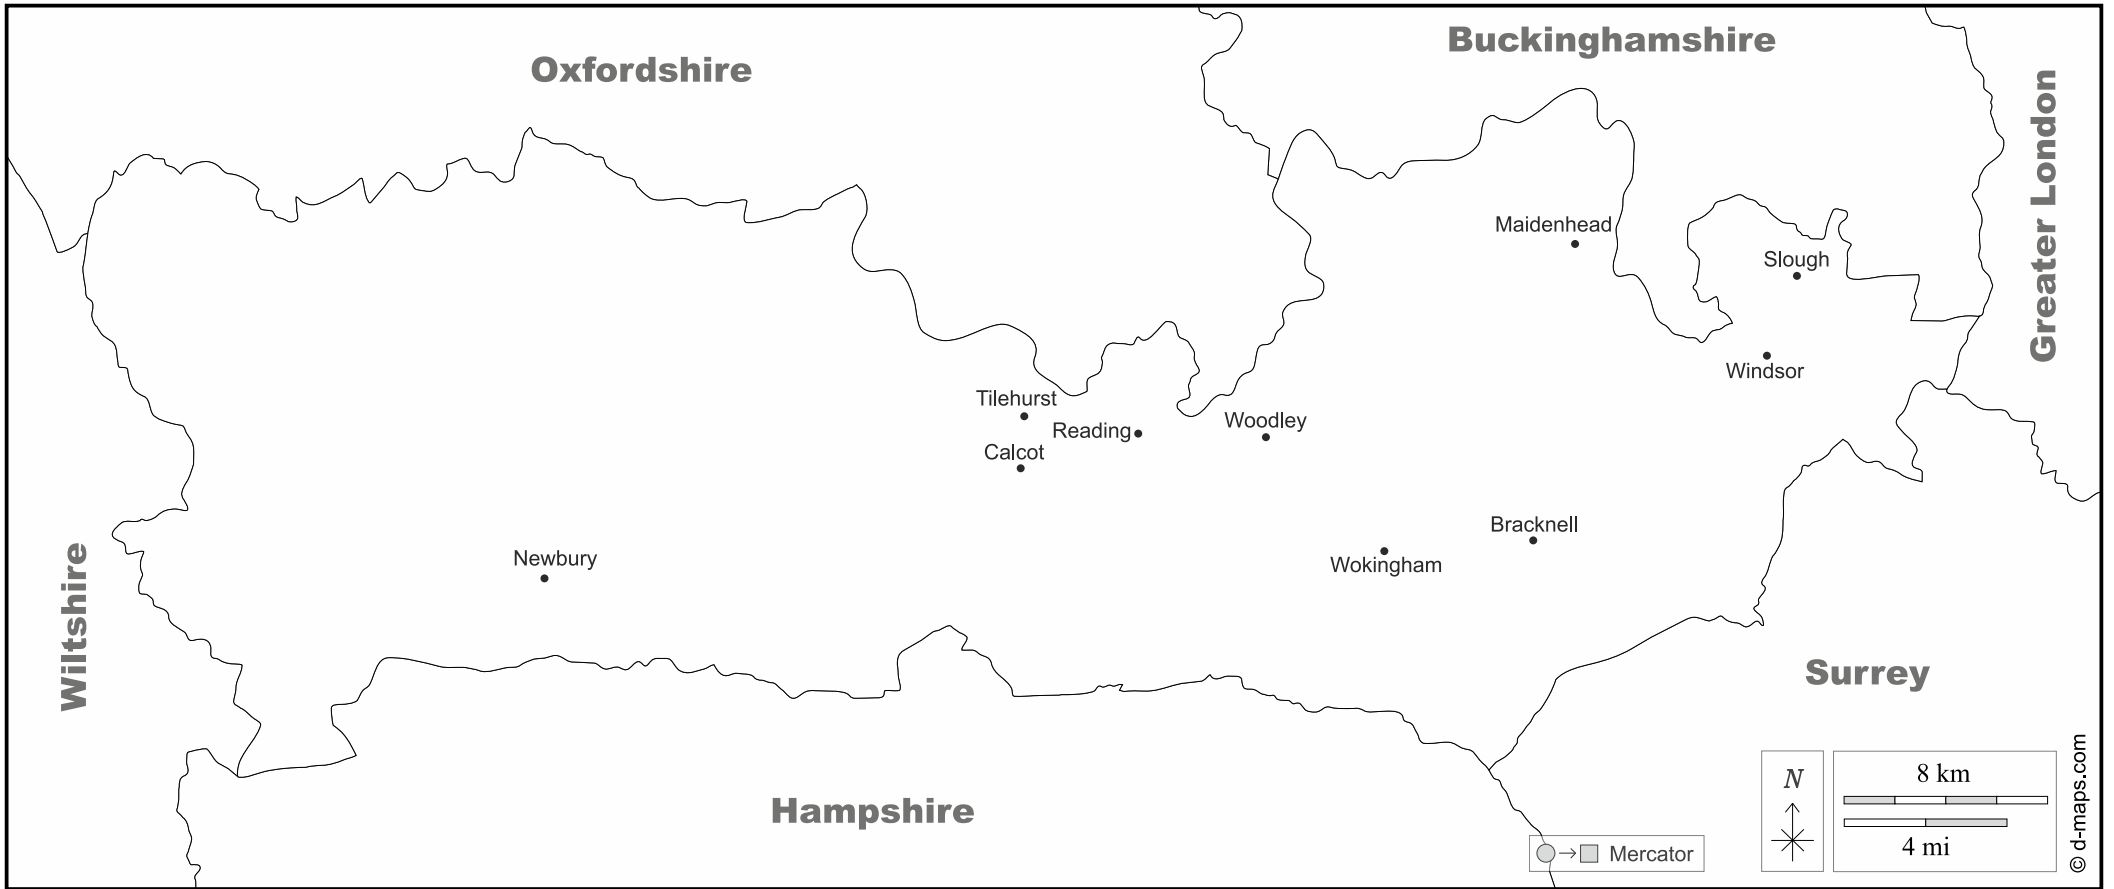 Buckinghamshire
Oxfordshire
Greater London
Maidenhead
Slough
Windsor
Tilehurst
Woodley
Reading
Calcot
Bracknell
Newbury
Wokingham
Wiltshire
Surrey
Hampshire
N
8 km
4 mi
Mercator
© d-maps.com